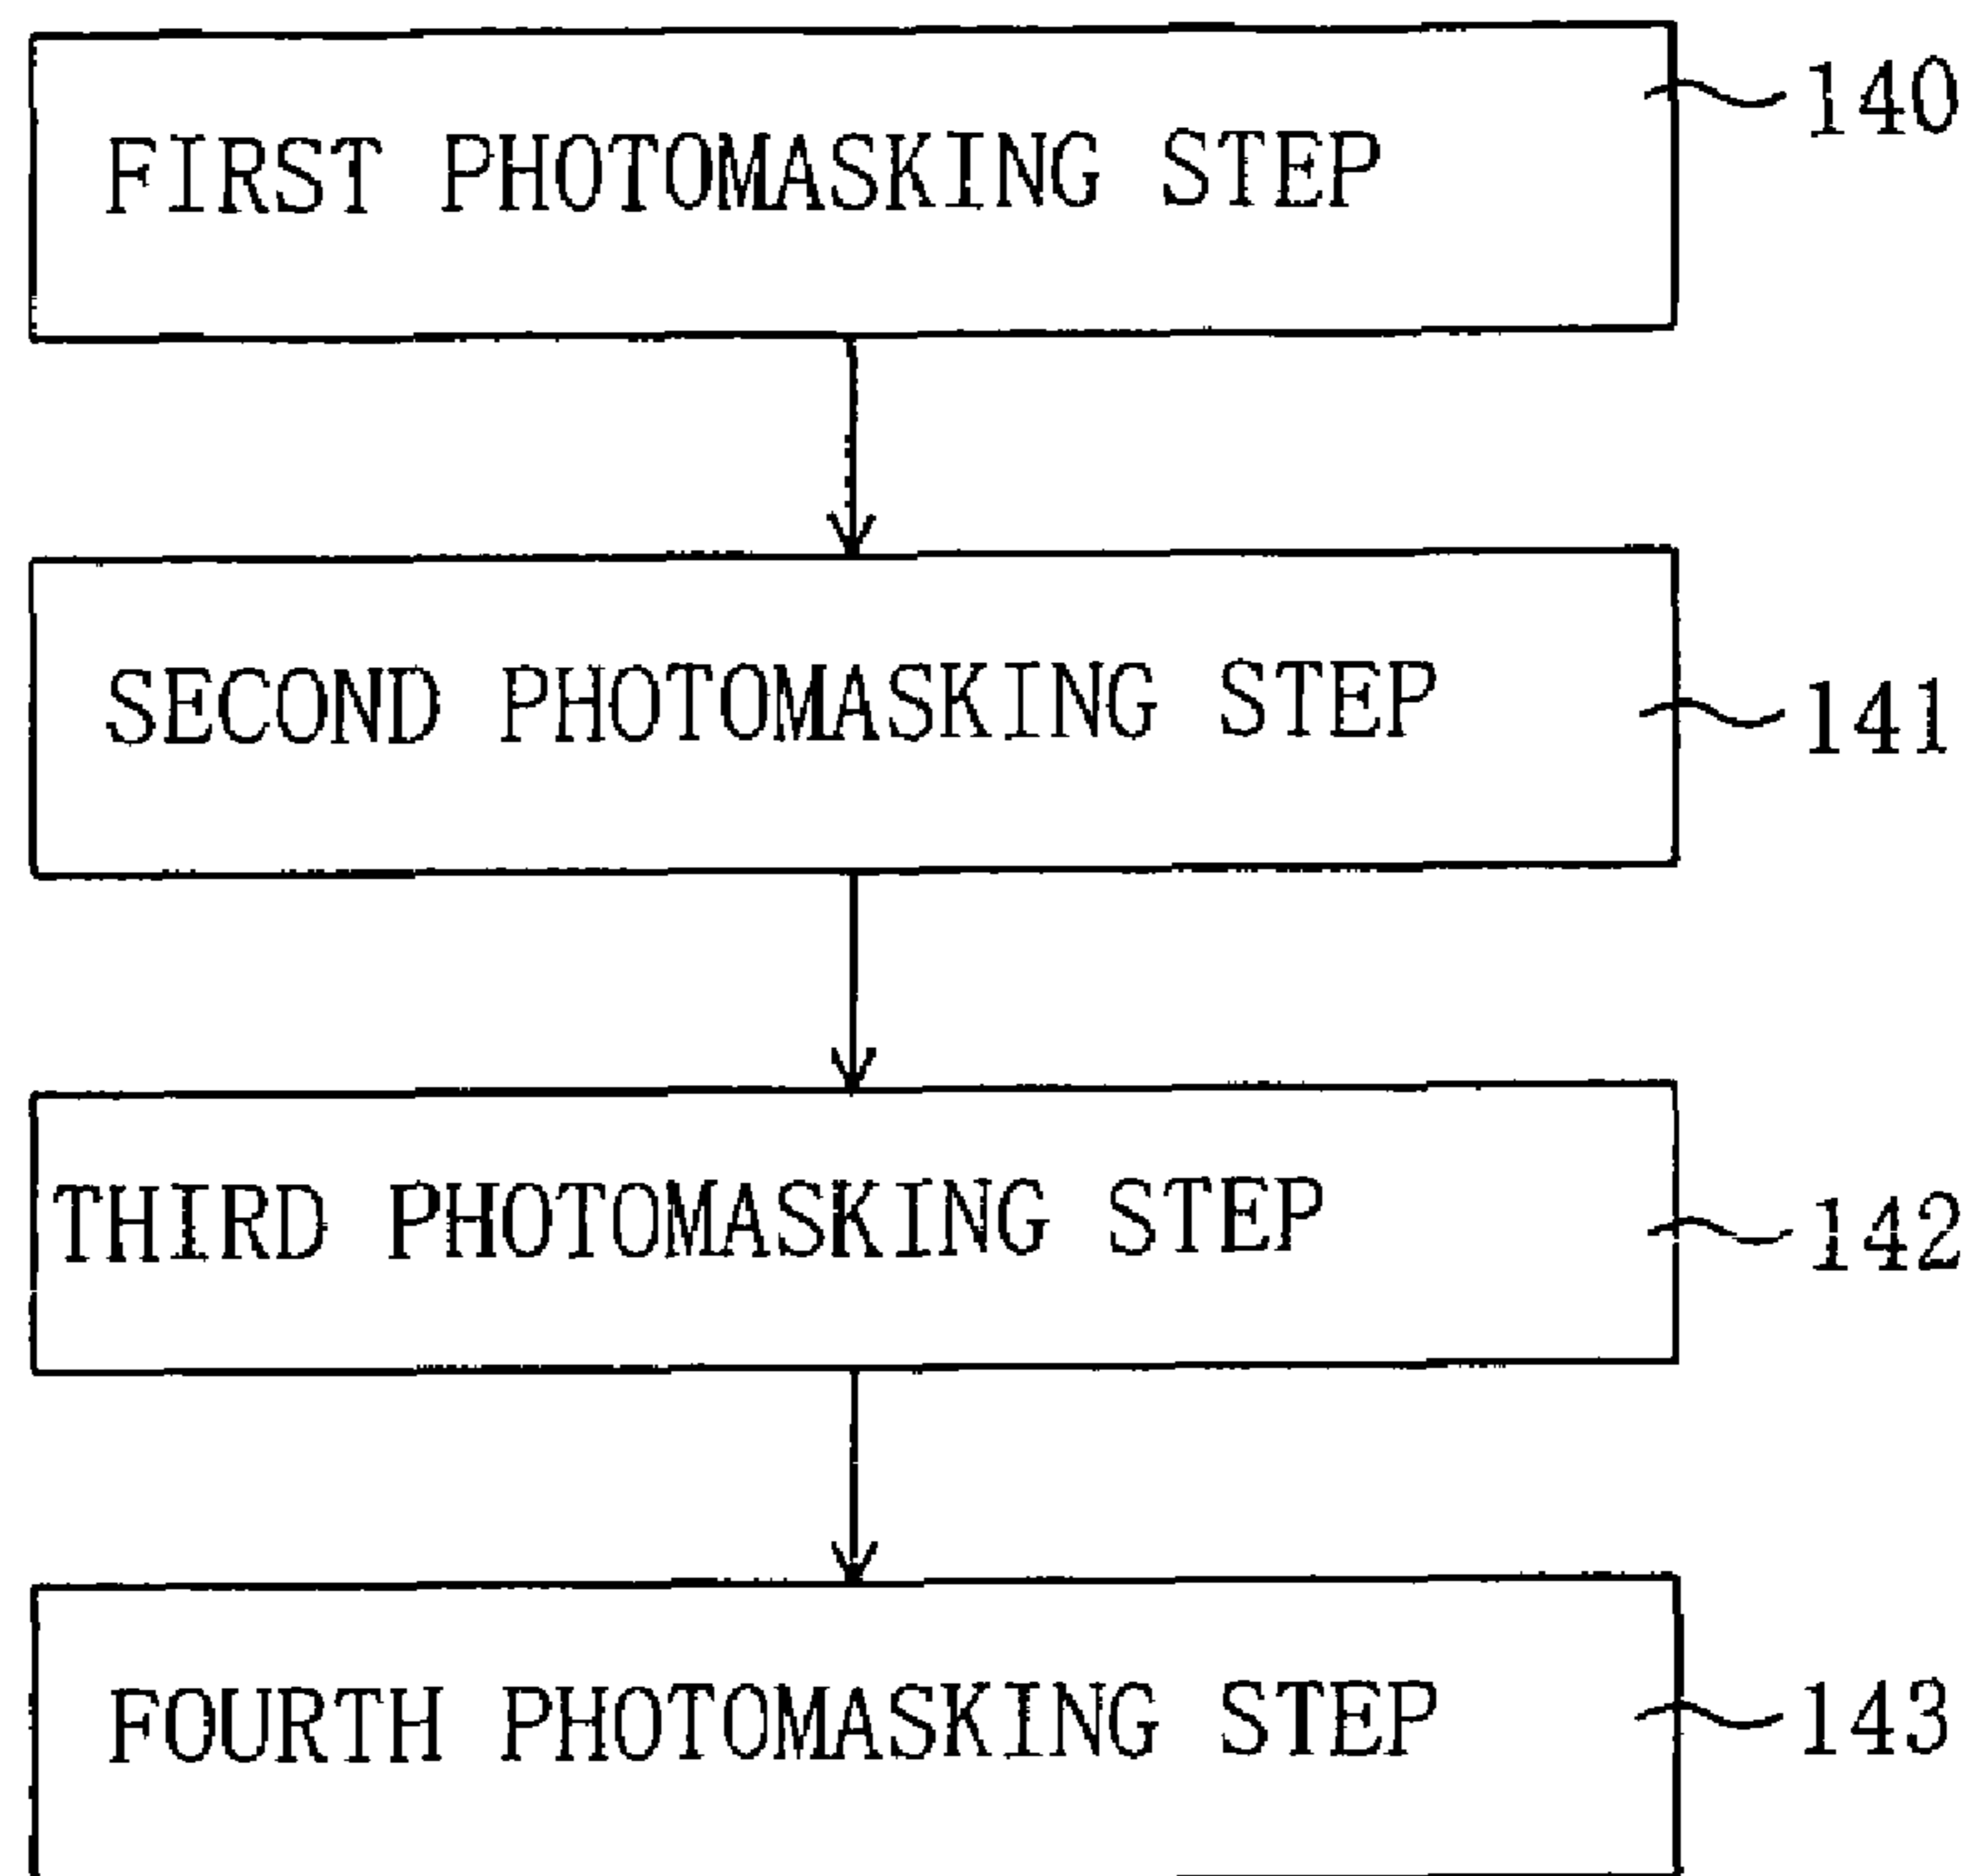 FIRST PHOTOMASKING STEP
140
SECOND PHOTOMASKING STEP
141
THIRD PHOTOMASKING STEP
142
FOURTH PHOTOMASKING STEP
143